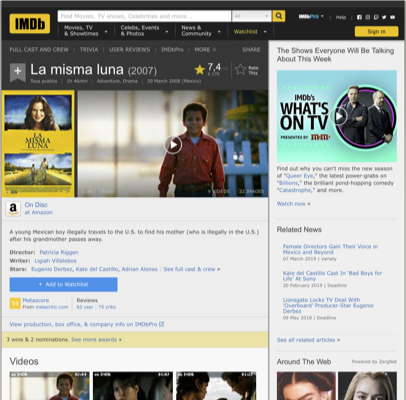 IMDb
Find Movies, TV shows, Celebrities and more...
All
IMDbPro
Help
Movies, TV
& Showtimes
Celebs, Events
& Photos
News &
Community
Watchlist
Sign in
FULL CAST AND CREW | TRIVIA | USER REVIEWS | IMDbPro | MORE
SHARE
La misma luna (2007)
7,4
Rate
This
Tous publics | 1h 46min | Adventure, Drama | 20 March 2008 (Mexico)
LA
MISMA
LUNA
VIDEOS | 32 IMAGES
On Disc
at Amazon
A young Mexican boy illegally travels to the U.S. to find his mother (who is illegally in the U.S.)
after his grandmother passes away.
Director: Patricia Riggen
Writer: Ligiah Villalobos
Stars: Eugenio Derbez, Kate del Castillo, Adrian Alonso | See full cast & crew »
+ Add to Watchlist
Metascore
From metacritic.com
Reviews
62 user | 75 critic
View production, box office, & company info on IMDbPro
3 wins & 2 nominations. See more awards »
Videos
The Shows Everyone Will Be Talking
About This Week
IMDb's
WHAT'S
ON TV
PRESENTED BY m&m's
Find out why you can't miss the new season
of "Queer Eye," the latest power-grabs on
"Billions," the brilliant pond-hopping comedy
"Catastrophe," and more.
Watch now »
Related News
Female Directors Gain Their Voice in
Mexico and Beyond
07 March 2019 | Variety
Kate del Castillo Cast In 'Bad Boys for
Life' At Sony
20 February 2019 | Deadline
Lionsgate Locks TV Deal With
'Overboard' Producer-Star Eugenio
Derbez
09 May 2018 | Deadline
See all related articles »
Around The Web
Powered by ZergNet